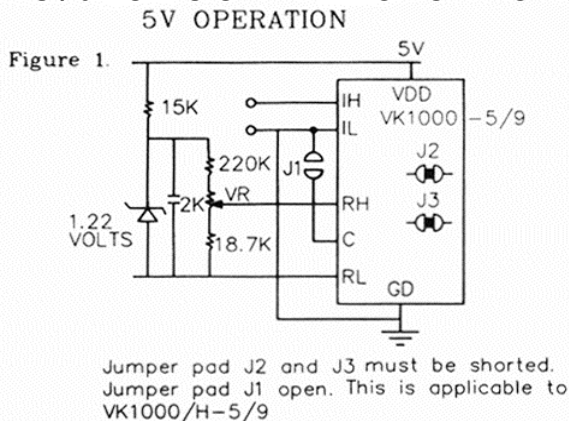 5V OPERATION
Figure 1.
5V
15K
IH
VDD
IL
VK1000 -5/9
220K
J1
J2
VR
2K
RH
J3
1.22
VOLTS
18.7K
C
RL
GD
Jumper pad J2 and J3 must be shorted.
Jumper pad J1 open. This is applicable to
VK1000/H-5/9